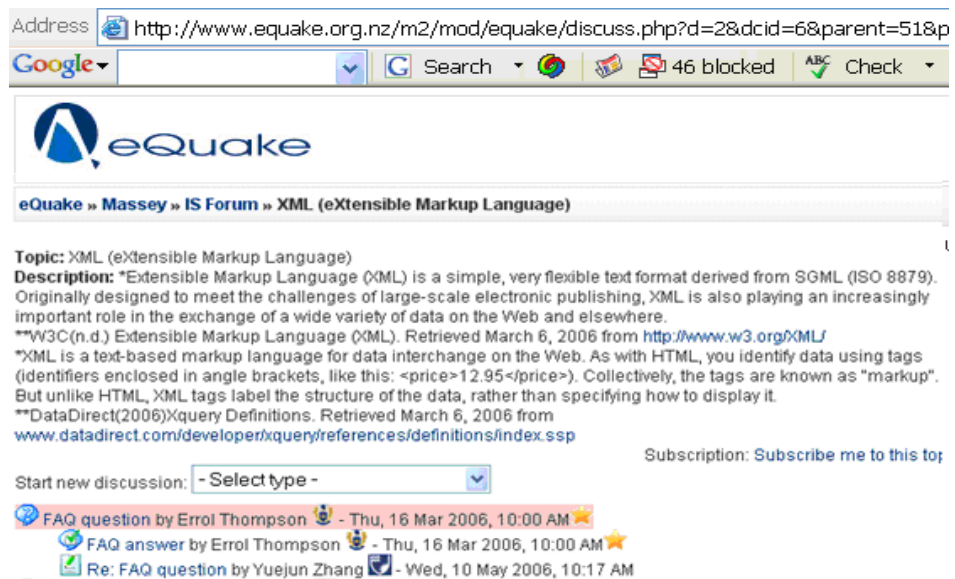 Address http://www.equake.org.nz/m2/mod/equake/discuss.php?d=2&dcid=6&parent=51&p
Google Search 46 blocked ABC Check
eQuake
eQuake » Massey » IS Forum » XML (eXtensible Markup Language)
Topic: XML (eXtensible Markup Language)
Description: *Extensible Markup Language (XML) is a simple, very flexible text format derived from SGML (ISO 8879).
Originally designed to meet the challenges of large-scale electronic publishing, XML is also playing an increasingly
important role in the exchange of a wide variety of data on the Web and elsewhere.
**W3C(n.d.) Extensible Markup Language (XML). Retrieved March 6, 2006 from http://www.w3.org/XML/
*XML is a text-based markup language for data interchange on the Web. As with HTML, you identify data using tags
(identifiers enclosed in angle brackets, like this: <price>12.95</price>). Collectively, the tags are known as "markup".
But unlike HTML, XML tags label the structure of the data, rather than specifying how to display it.
**DataDirect(2006)Xquery Definitions. Retrieved March 6, 2006 from
www.datadirect.com/developer/xquery/references/definitions/index.ssp
Subscription: Subscribe me to this top
Start new discussion: - Select type -
FAQ question by Errol Thompson - Thu, 16 Mar 2006, 10:00 AM
FAQ answer by Errol Thompson - Thu, 16 Mar 2006, 10:00 AM
Re: FAQ question by Yuejun Zhang - Wed, 10 May 2006, 10:17 AM